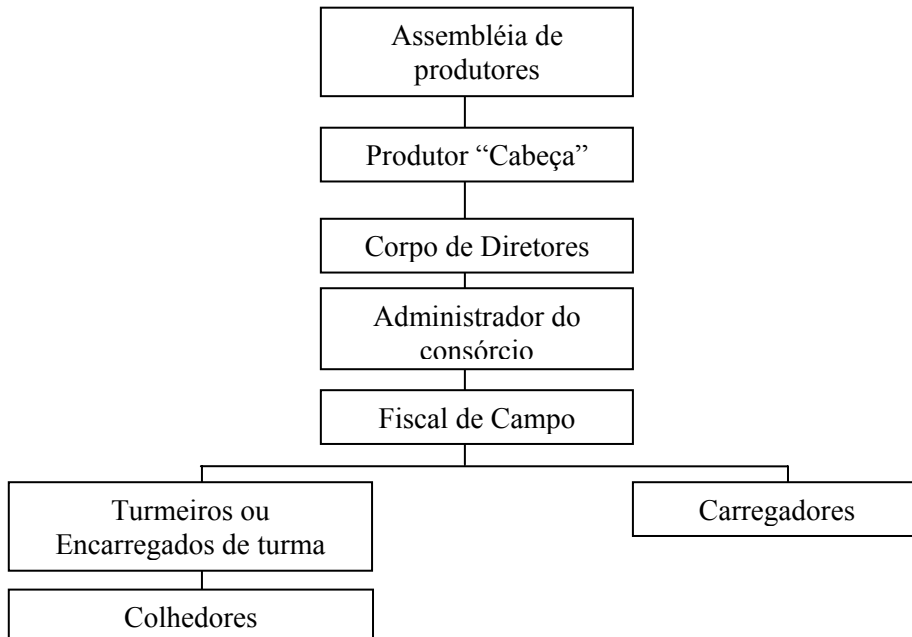 Assembléia de
produtores
Produtor “Cabeça”
Corpo de Diretores
Administrador do
consórcio
Fiscal de Campo
Turmeiros ou
Encarregados de turma
Carregadores
Colhedores